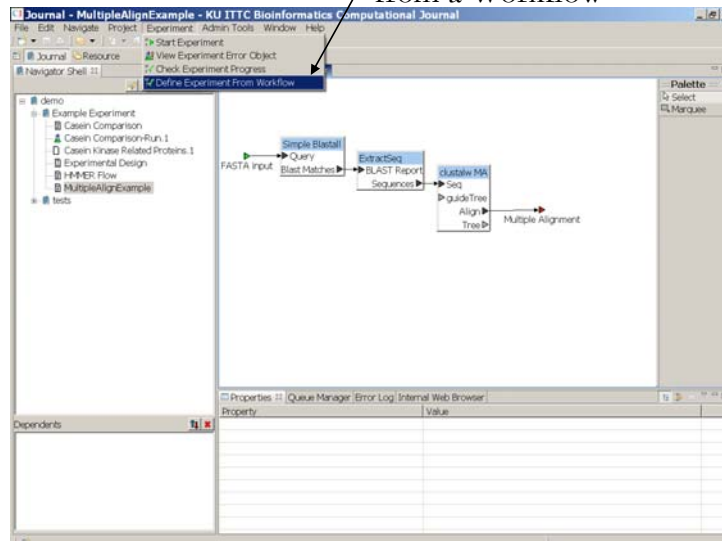 from a workflow
Journal - MultipleAlignExample - KU ITTC Bioinformatics Computational Journal
File Edit Navigate Project Experiment Admin Tools Window Help
Start Experiment
View Experiment Error Object
Check Experiment Progress
Define Experiment From Workflow
Journal Resource
Navigator Shell
demo
Example Experiment
Casein Comparison
Casein Comparison-Run.1
Casein Kinase Related Proteins.1
Experimental Design
HMMER Flow
MultipleAlignExample
tests
Palette
Select
Marquee
Simple Blastall
Query
Blast Matches
FASTA input
ExtractSeq
BLAST Report
Sequences
clustalw MA
Seq
guideTree
Align
Tree
Multiple Alignment
Properties Queue Manager Error Log Internal Web Browser
Property Value
Dependents